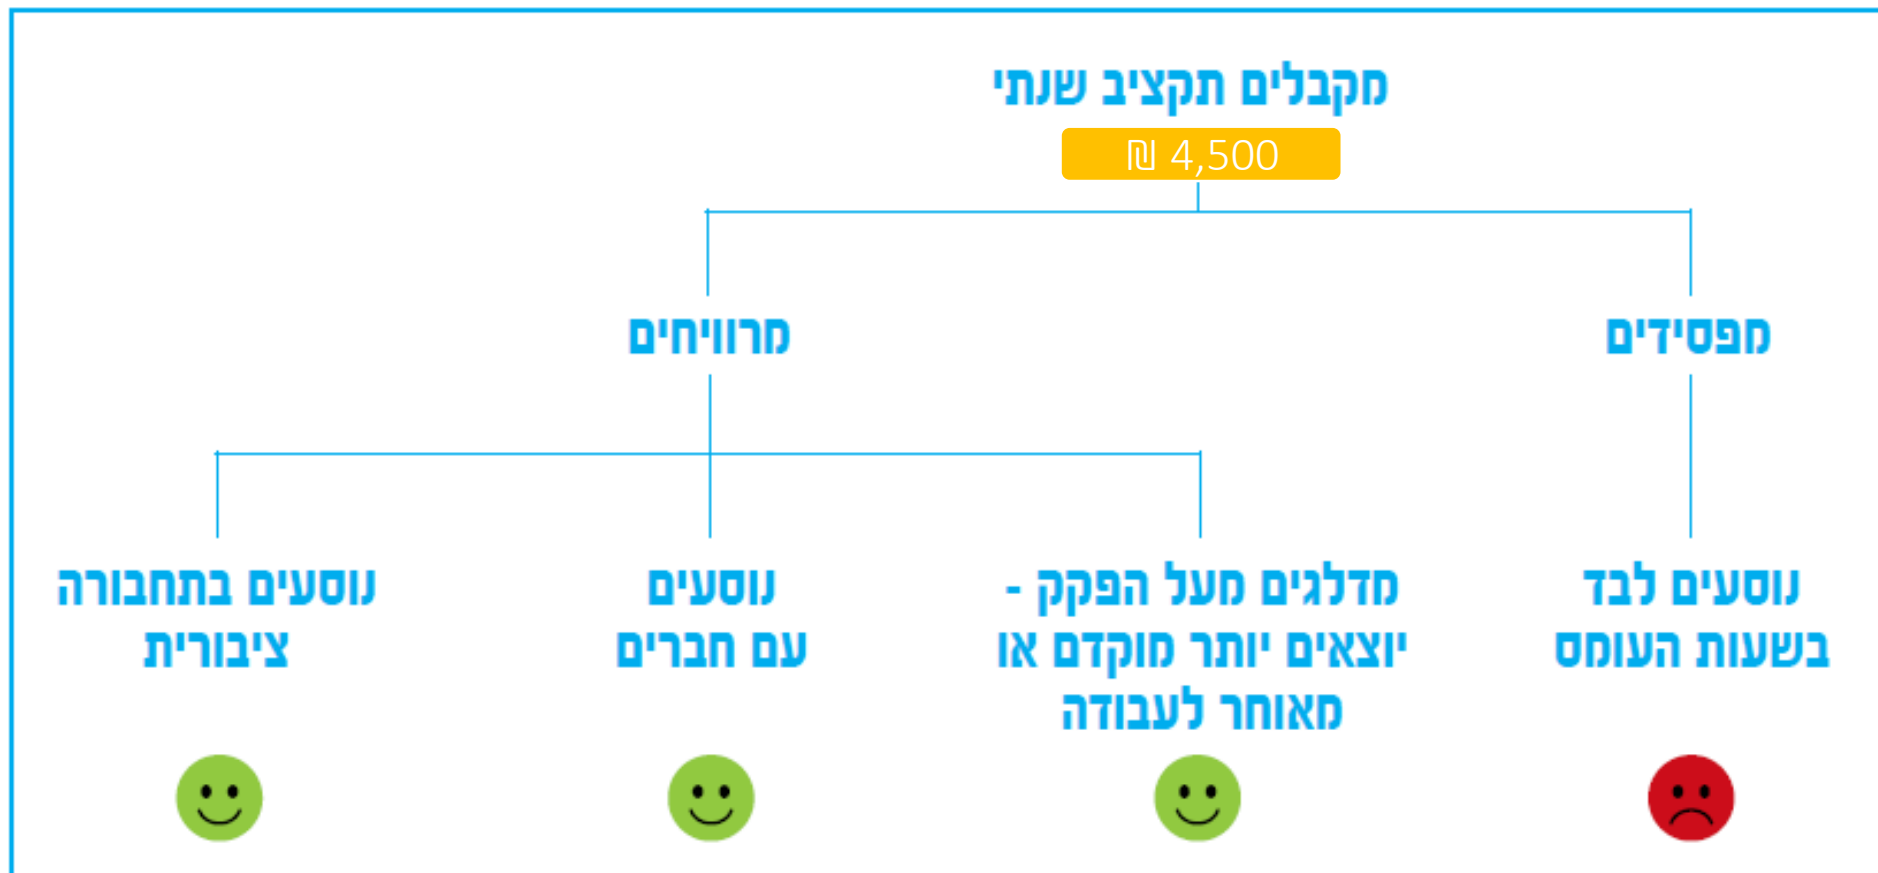 מקבלים תקציב שנתי
4,500 ₪
מפסידים
מרוויחים
נוסעים לבד
בשעות העומס
מדלגים מעל הפקק -
יוצאים יותר מוקדם או
מאוחר לעבודה
נוסעים
עם חברים
נוסעים בתחבורה
ציבורית